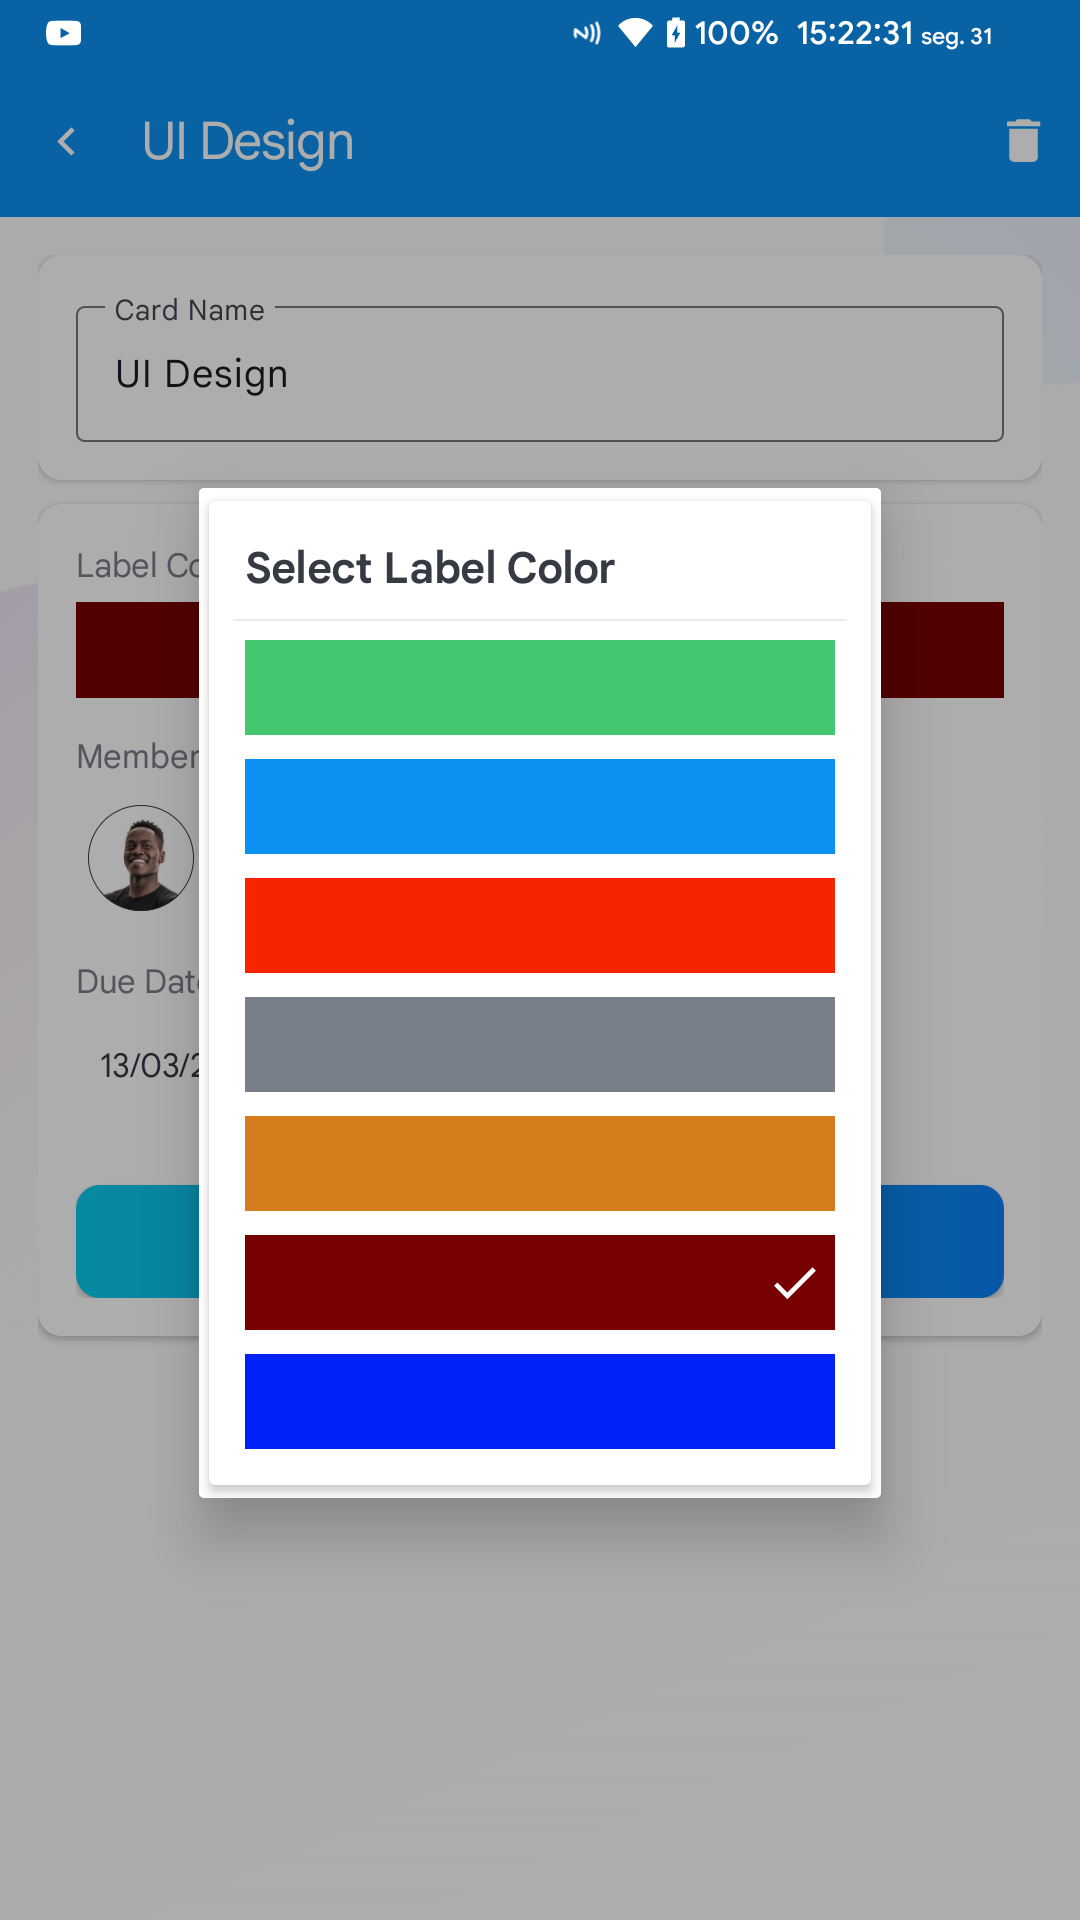 100% 15:22:31 seg. 31
UI Design
Card Name
UI Design
Label Co
Select Label Color
Member
Due Dat
13/03/2